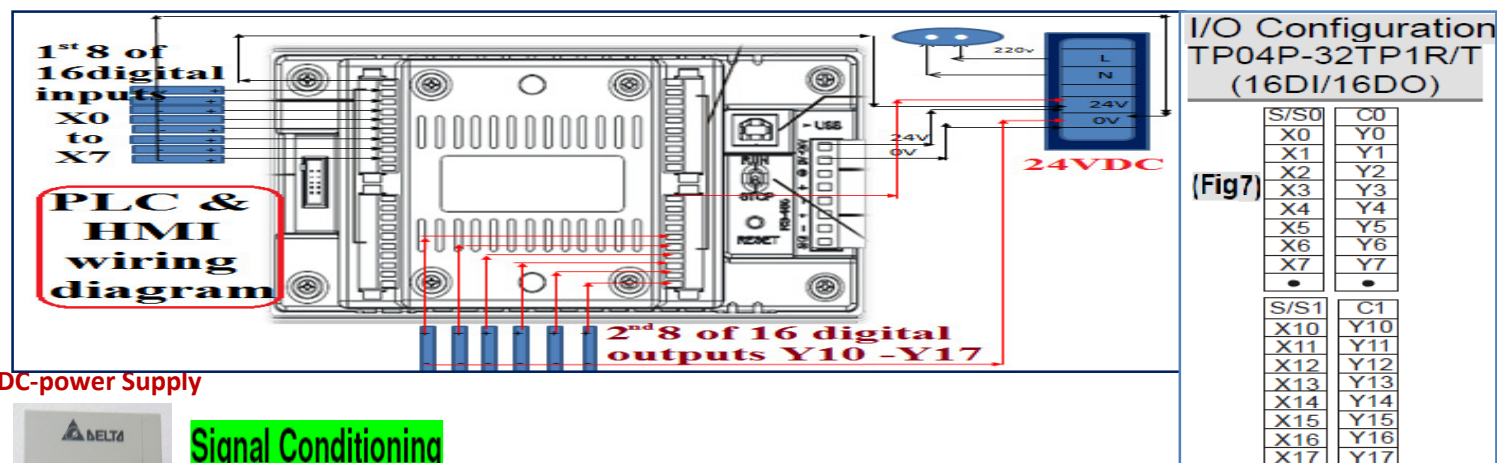 1st 8 of
16digital
inputs
X0
to
X7
PLC &
HMI
wiring
diagram
USB
RUN
STOP
RESET
RS-485
24V
0V
220v
L
N
24V
0V
24VDC
2nd 8 of 16 digital
outputs Y10 -Y17
I/O Configuration
TP04P-32TP1R/T
(16DI/16DO)
(Fig7)
S/S0 C0
X0 Y0
X1 Y1
X2 Y2
X3 Y3
X4 Y4
X5 Y5
X6 Y6
X7 Y7
● ●
S/S1 C1
X10 Y10
X11 Y11
X12 Y12
X13 Y13
X14 Y14
X15 Y15
X16 Y16
X17 Y17
DC-power Supply
DELTA
Signal Conditioning